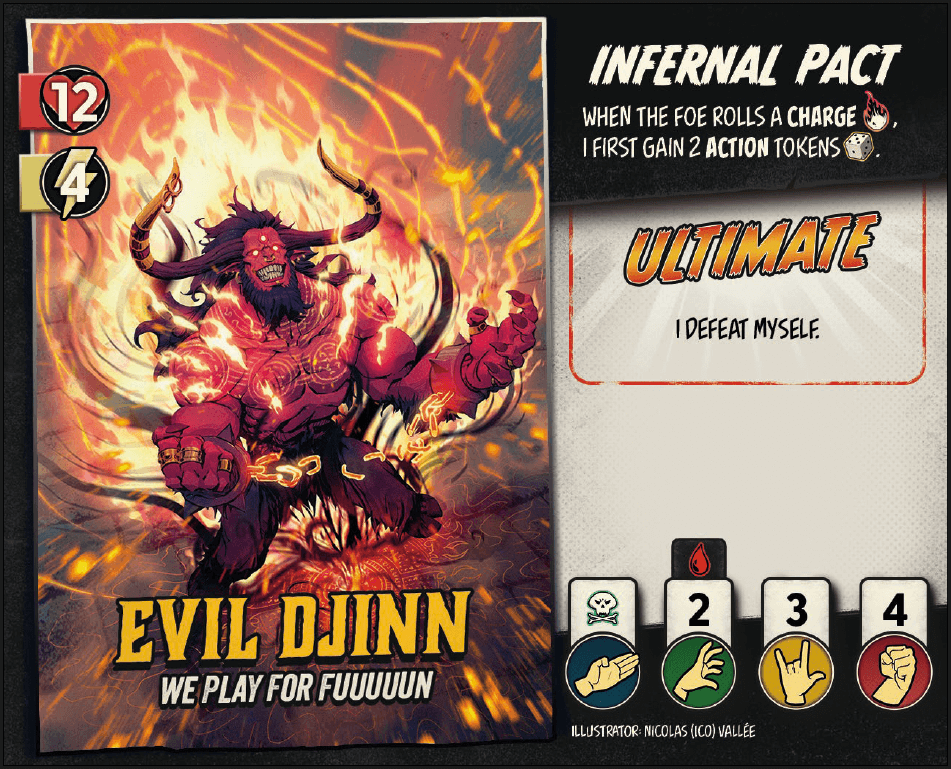 12
4
INFERNAL PACT
WHEN THE FOE ROLLS A CHARGE ,
I FIRST GAIN 2 ACTION TOKENS .
ULTIMATE
I DEFEAT MYSELF.
EVIL DJINN
WE PLAY FOR FUUUUUN
2
3
4
ILLUSTRATOR: NICOLAS (ICO) VALLÉE